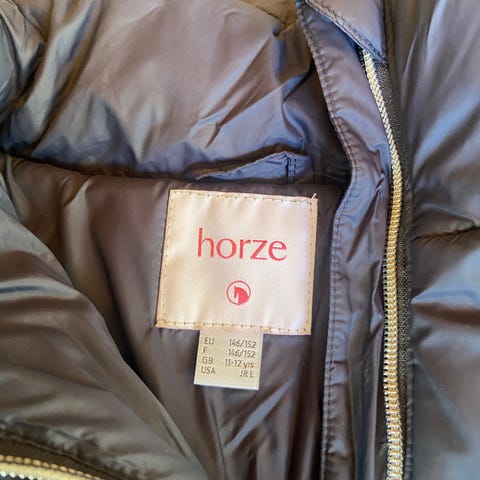 horze
EU 146/152
F 146/152
GB 11-12 yrs
USA JR L